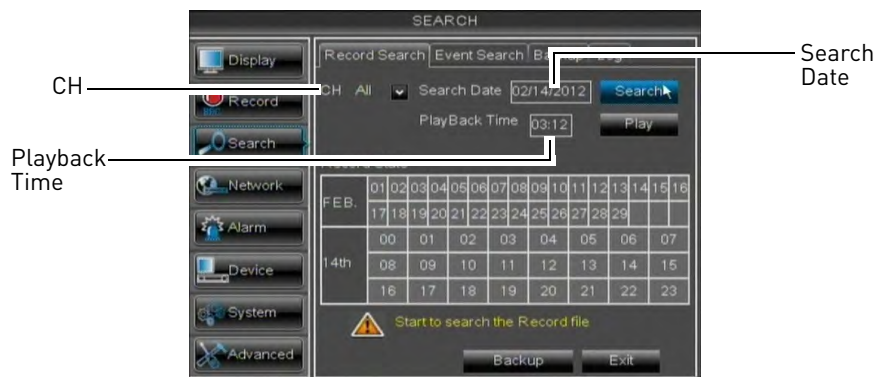 SEARCH
Display
Record
Search
Network
Alarm
Device
System
Advanced
Record Search
Event Search
CH All
Search Date 02/14/2012
Search
PlayBack Time 03:12
Play
FEB.
01 02 03 04 05 06 07 08 09 10 11 12 13 14 15 16
17 18 19 20 21 22 23 24 25 26 27 28 29
14th
00 01 02 03 04 05 06 07
08 09 10 11 12 13 14 15
16 17 18 19 20 21 22 23
Start to search the Record file
Backup
Exit
CH
Playback
Time
Search
Date